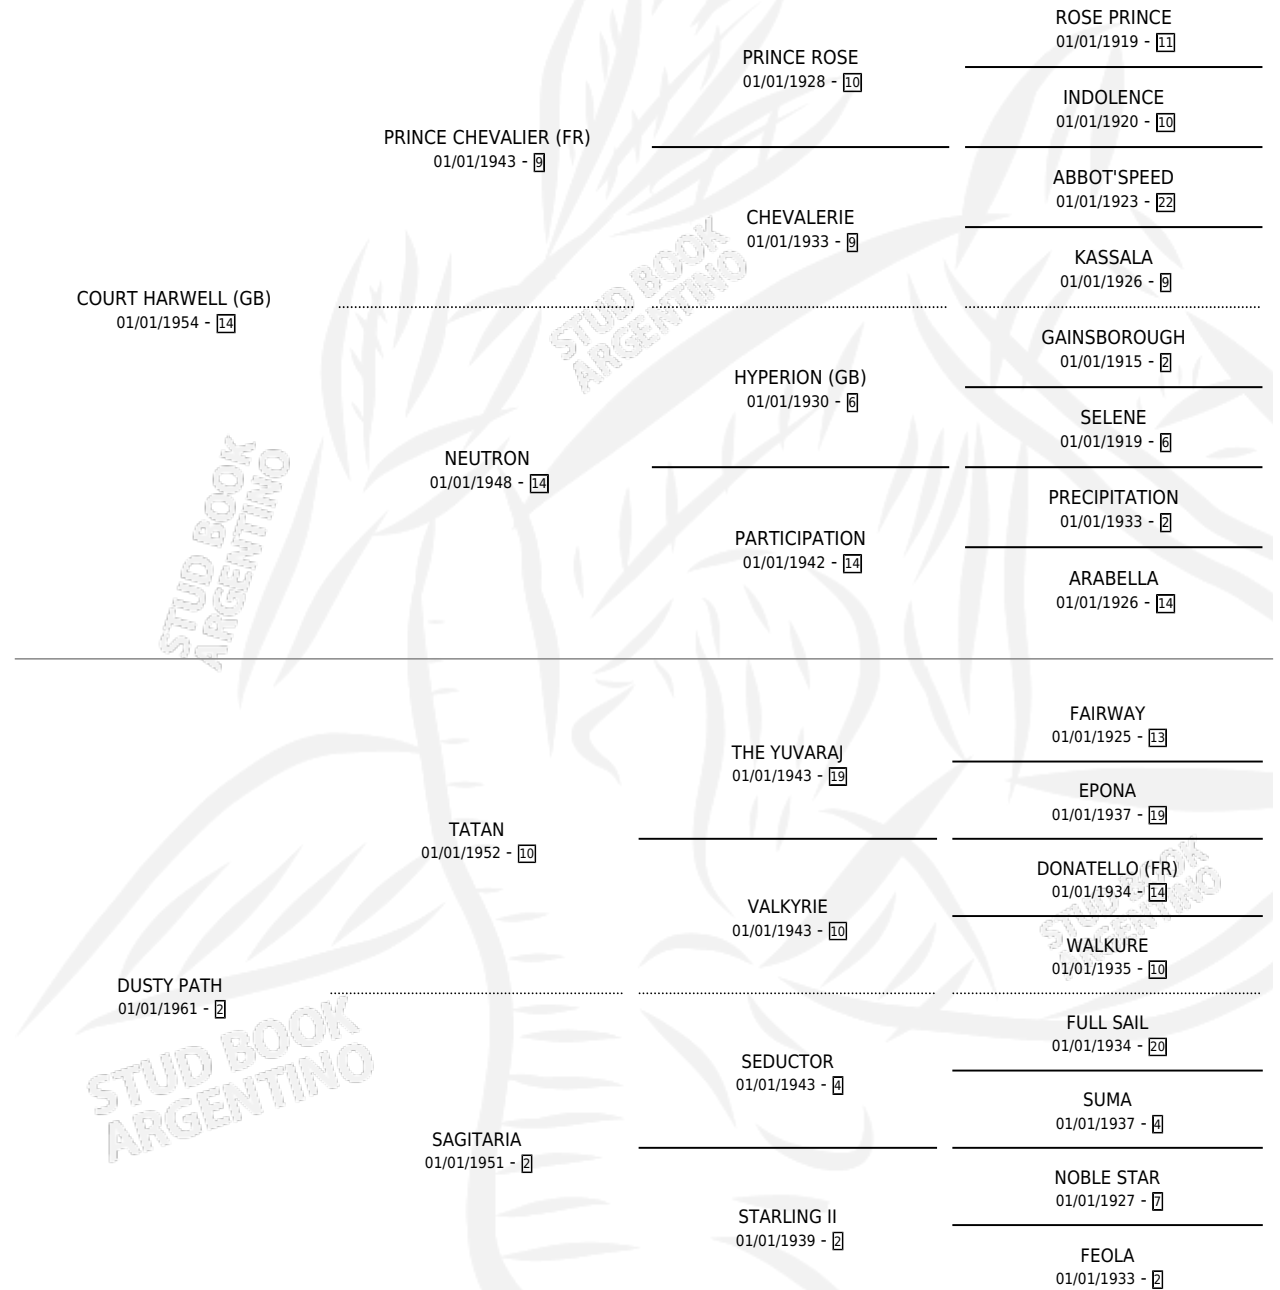 ROSE PRINCE
01/01/1919 - 11
PRINCE ROSE
01/01/1928 - 10
INDOLENCE
01/01/1920 - 10
PRINCE CHEVALIER (FR)
01/01/1943 - 9
ABBOT'SPEED
01/01/1923 - 22
CHEVALERIE
01/01/1933 - 9
KASSALA
01/01/1926 - 9
COURT HARWELL (GB)
01/01/1954 - 14
GAINSBOROUGH
01/01/1915 - 2
HYPERION (GB)
01/01/1930 - 6
SELENE
01/01/1919 - 6
NEUTRON
01/01/1948 - 14
PRECIPITATION
01/01/1933 - 2
PARTICIPATION
01/01/1942 - 14
ARABELLA
01/01/1926 - 14
FAIRWAY
01/01/1925 - 13
THE YUVARAJ
01/01/1943 - 19
EPONA
01/01/1937 - 19
TATAN
01/01/1952 - 10
DONATELLO (FR)
01/01/1934 - 14
VALKYRIE
01/01/1943 - 10
WALKURE
01/01/1935 - 10
DUSTY PATH
01/01/1961 - 2
FULL SAIL
01/01/1934 - 20
SEDUCTOR
01/01/1943 - 4
SUMA
01/01/1937 - 4
SAGITARIA
01/01/1951 - 2
NOBLE STAR
01/01/1927 - 7
STARLING II
01/01/1939 - 2
FEOLA
01/01/1933 - 2
STUD BOOK
ARGENTINO
STUD BOOK
ARGENTINO
STUD BOOK
ARGENTINO
STUD BOOK
ARGENTINO